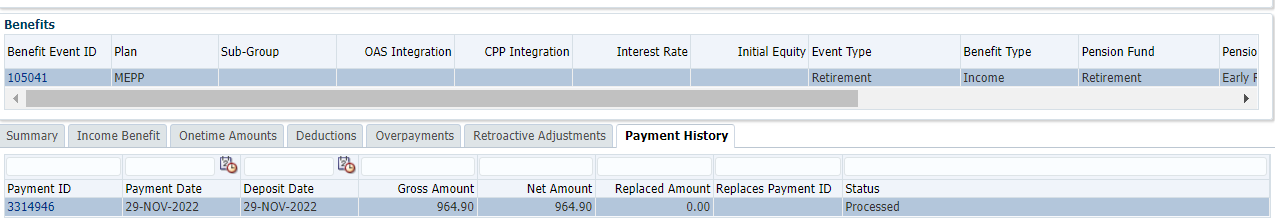 Benefits
Benefit Event ID Plan Sub-Group OAS Integration CPP Integration Interest Rate Initial Equity Event Type Benefit Type Pension Fund Pensio
105041 MEPP Retirement Income Retirement Early
Summary Income Benefit Onetime Amounts Deductions Overpayments Retroactive Adjustments Payment History
Payment ID Payment Date Deposit Date Gross Amount Net Amount Replaced Amount Replaces Payment ID Status
3314946 29-NOV-2022 29-NOV-2022 964.90 964.90 0.00 Processed